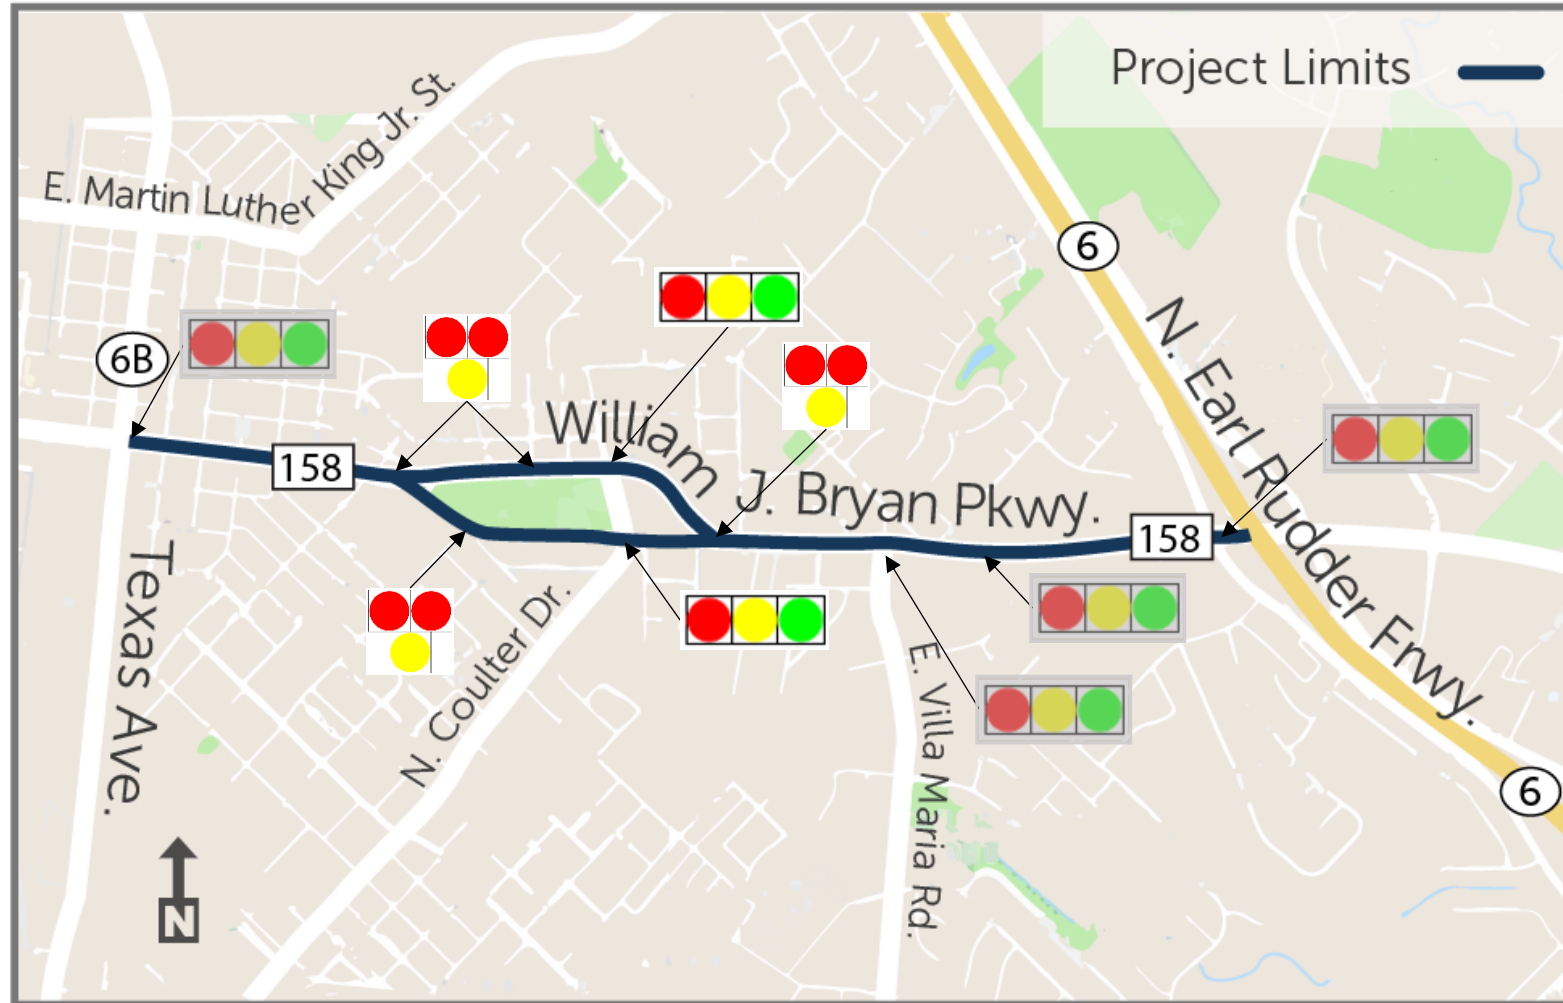 Project Limits
E. Martin Luther King Jr. St.
6
6B
N. Earl Rudder Frwy.
William J. Bryan Pkwy.
158
158
Texas Ave.
N. Coulter Dr.
E. Villa Maria Rd.
6
N